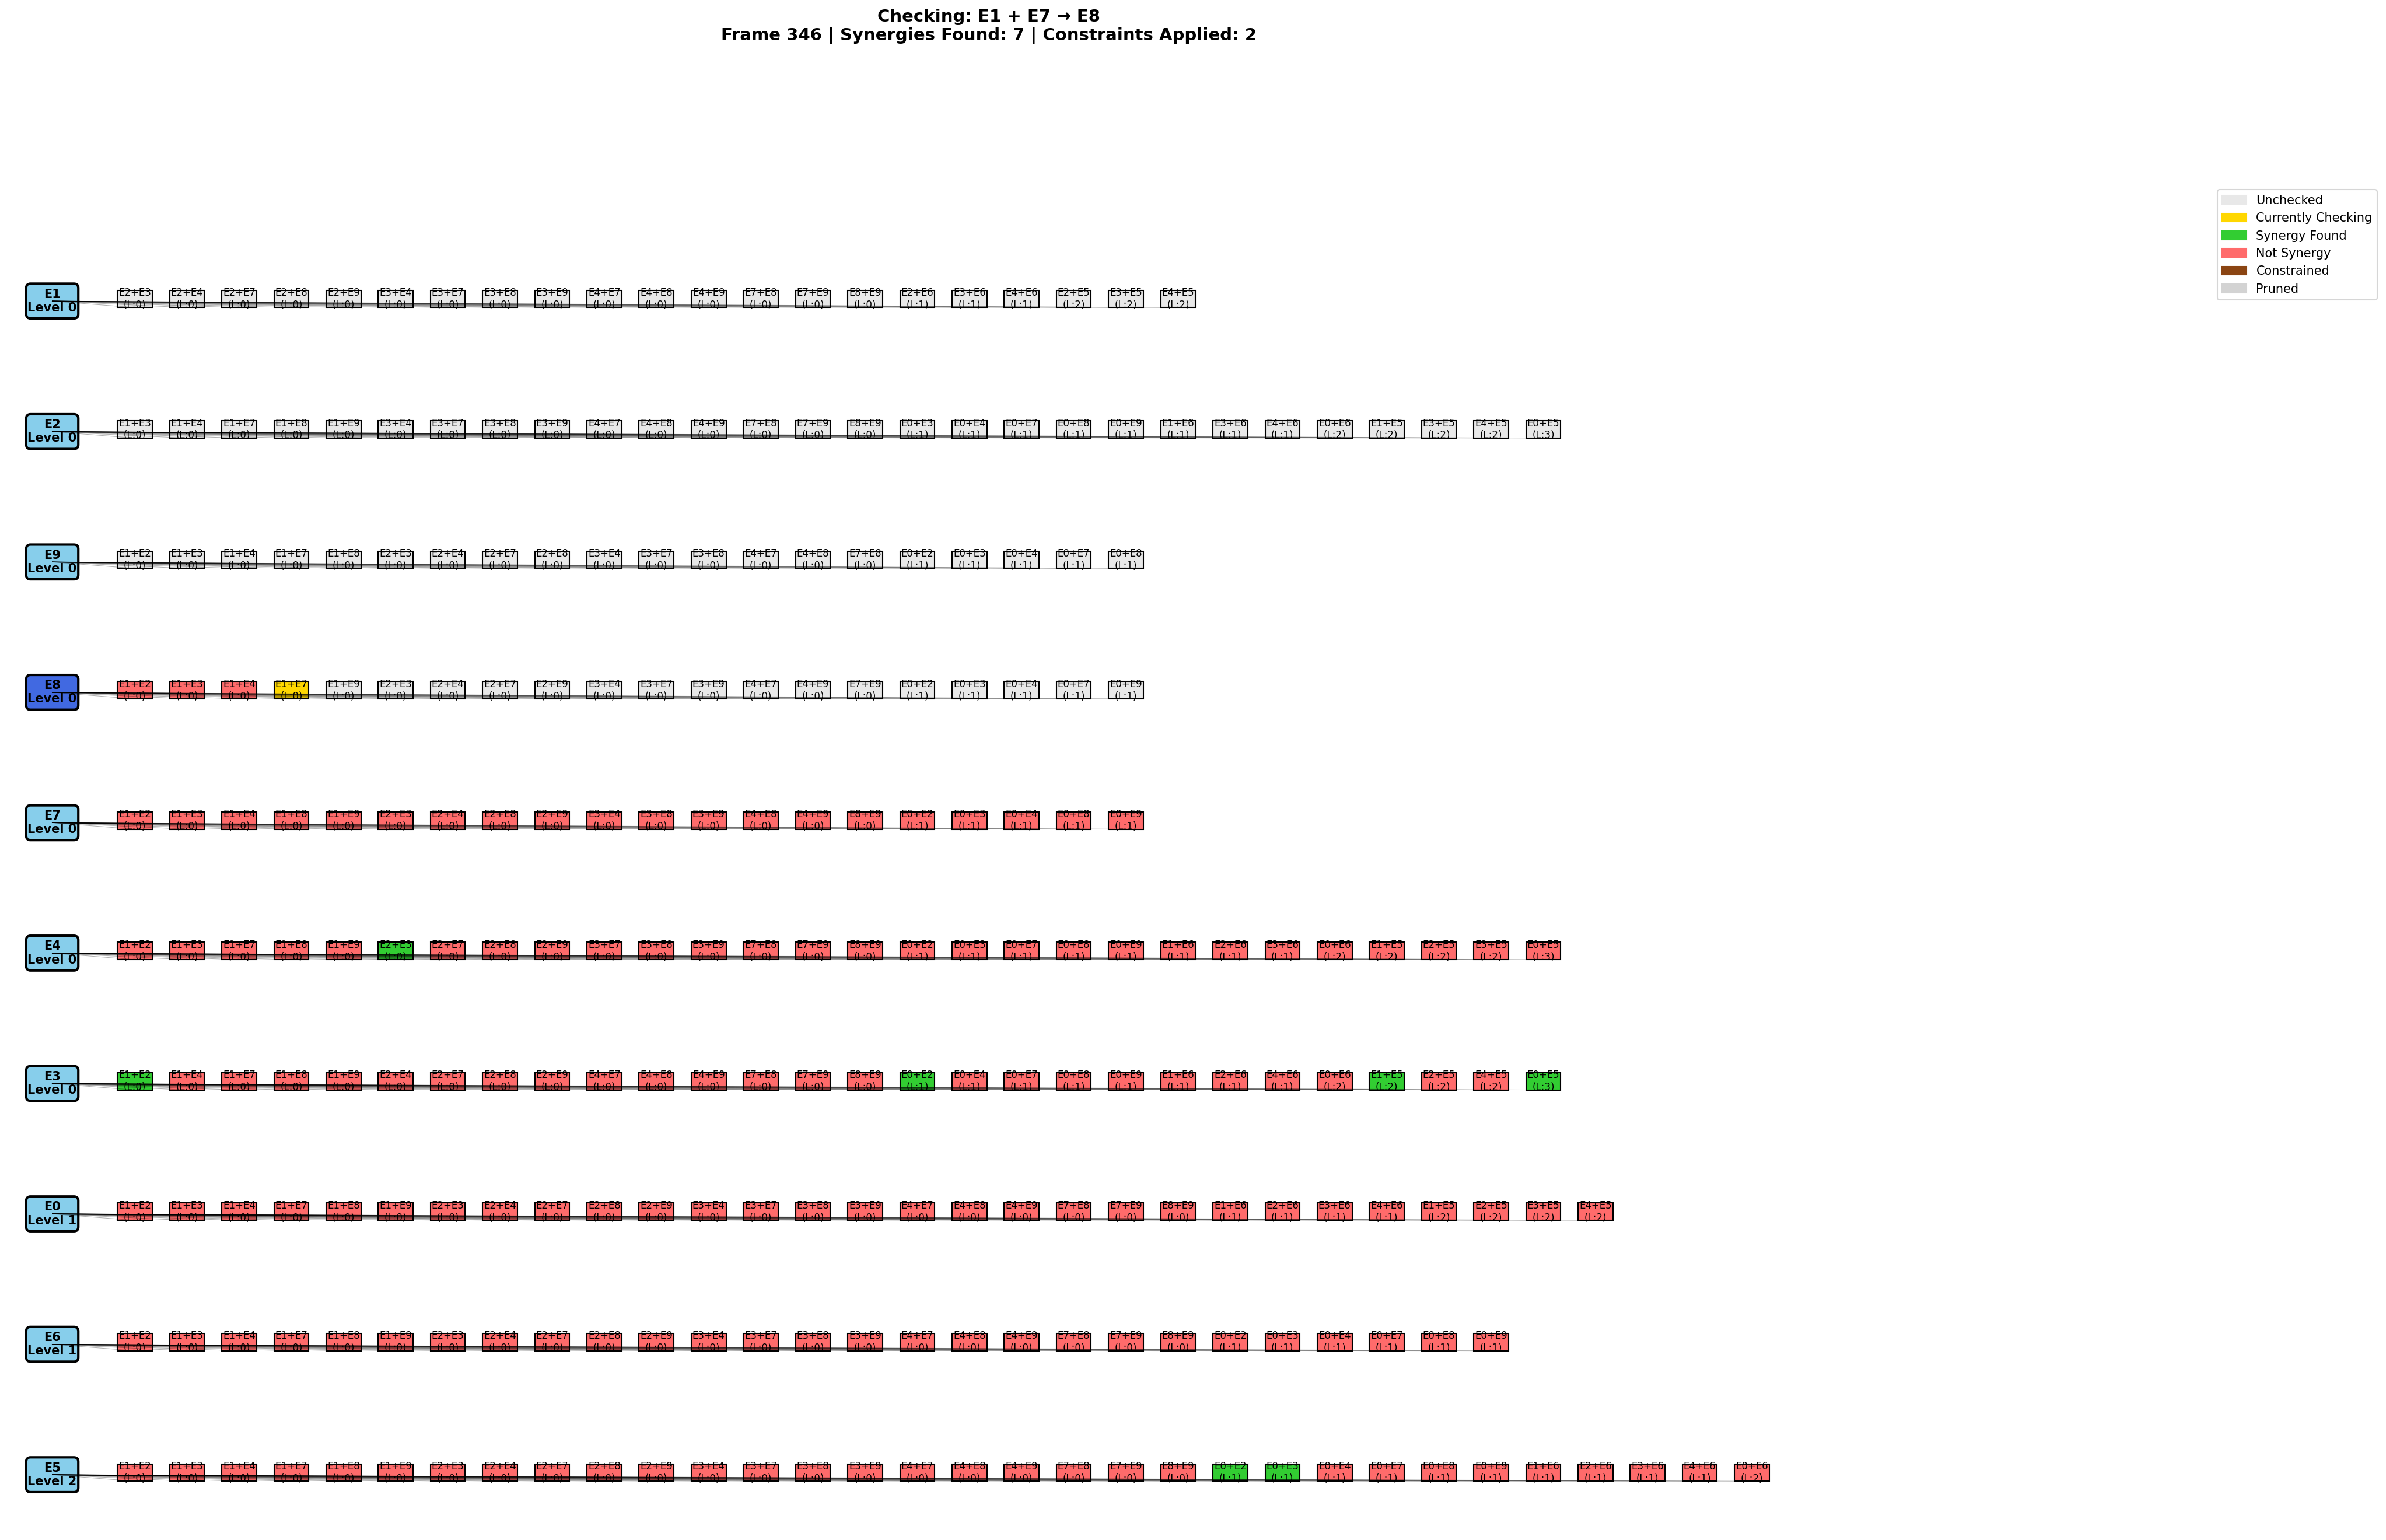 Checking: E1 + E7 → E8
Frame 346 | Synergies Found: 7 | Constraints Applied: 2
Unchecked
Currently Checking
Synergy Found
Not Synergy
Constrained
Pruned
E1
Level 0
E2+E3 E2+E4 E2+E7 E2+E8 E2+E9 E3+E4 E3+E7 E3+E8 E3+E9 E4+E7 E4+E8 E4+E9 E7+E8 E7+E9 E8+E9 E2+E6 E3+E6 E4+E6 E2+E5 E3+E5 E4+E5
(L:0) (L:0) (L:0) (L:0) (L:0) (L:0) (L:0) (L:0) (L:0) (L:0) (L:0) (L:0) (L:0) (L:0) (L:0) (L:1) (L:1) (L:1) (L:2) (L:2) (L:2)
E2
Level 0
E1+E3 E1+E4 E1+E7 E1+E8 E1+E9 E3+E4 E3+E7 E3+E8 E3+E9 E4+E7 E4+E8 E4+E9 E7+E8 E7+E9 E8+E9 E0+E3 E0+E4 E0+E7 E0+E8 E0+E9 E1+E6 E3+E6 E4+E6 E0+E6 E1+E5 E3+E5 E4+E5 E0+E5
(L:0) (L:0) (L:0) (L:0) (L:0) (L:0) (L:0) (L:0) (L:0) (L:0) (L:0) (L:0) (L:0) (L:0) (L:0) (L:1) (L:1) (L:1) (L:1) (L:1) (L:1) (L:1) (L:1) (L:2) (L:2) (L:2) (L:2) (L:3)
E9
Level 0
E1+E2 E1+E3 E1+E4 E1+E7 E1+E8 E2+E3 E2+E4 E2+E7 E2+E8 E3+E4 E3+E7 E3+E8 E4+E7 E4+E8 E7+E8 E0+E2 E0+E3 E0+E4 E0+E7 E0+E8
(L:0) (L:0) (L:0) (L:0) (L:0) (L:0) (L:0) (L:0) (L:0) (L:0) (L:0) (L:0) (L:0) (L:0) (L:0) (L:1) (L:1) (L:1) (L:1) (L:1)
E8
Level 0
E1+E2 E1+E3 E1+E4 E1+E7 E1+E9 E2+E3 E2+E4 E2+E7 E2+E9 E3+E4 E3+E7 E3+E9 E4+E7 E4+E9 E7+E9 E0+E2 E0+E3 E0+E4 E0+E7 E0+E9
(L:0) (L:0) (L:0) (L:0) (L:0) (L:0) (L:0) (L:0) (L:0) (L:0) (L:0) (L:0) (L:0) (L:0) (L:0) (L:1) (L:1) (L:1) (L:1) (L:1)
E7
Level 0
E1+E2 E1+E3 E1+E4 E1+E8 E1+E9 E2+E3 E2+E4 E2+E8 E2+E9 E3+E4 E3+E8 E3+E9 E4+E8 E4+E9 E8+E9 E0+E2 E0+E3 E0+E4 E0+E8 E0+E9
(L:0) (L:0) (L:0) (L:0) (L:0) (L:0) (L:0) (L:0) (L:0) (L:0) (L:0) (L:0) (L:0) (L:0) (L:0) (L:1) (L:1) (L:1) (L:1) (L:1)
E4
Level 0
E1+E2 E1+E3 E1+E7 E1+E8 E1+E9 E2+E3 E2+E7 E2+E8 E2+E9 E3+E7 E3+E8 E3+E9 E7+E8 E7+E9 E8+E9 E0+E2 E0+E3 E0+E7 E0+E8 E0+E9 E1+E6 E2+E6 E3+E6 E0+E6 E1+E5 E2+E5 E3+E5 E0+E5
(L:0) (L:0) (L:0) (L:0) (L:0) (L:0) (L:0) (L:0) (L:0) (L:0) (L:0) (L:0) (L:0) (L:0) (L:0) (L:1) (L:1) (L:1) (L:1) (L:1) (L:1) (L:1) (L:1) (L:2) (L:2) (L:2) (L:2) (L:3)
E3
Level 0
E1+E2 E1+E4 E1+E7 E1+E8 E1+E9 E2+E4 E2+E7 E2+E8 E2+E9 E4+E7 E4+E8 E4+E9 E7+E8 E7+E9 E8+E9 E0+E2 E0+E4 E0+E7 E0+E8 E0+E9 E1+E6 E2+E6 E4+E6 E0+E6 E1+E5 E2+E5 E4+E5 E0+E5
(L:0) (L:0) (L:0) (L:0) (L:0) (L:0) (L:0) (L:0) (L:0) (L:0) (L:0) (L:0) (L:0) (L:0) (L:0) (L:1) (L:1) (L:1) (L:1) (L:1) (L:1) (L:1) (L:1) (L:2) (L:2) (L:2) (L:2) (L:3)
E0
Level 1
E1+E2 E1+E3 E1+E4 E1+E7 E1+E8 E1+E9 E2+E3 E2+E4 E2+E7 E2+E8 E2+E9 E3+E4 E3+E7 E3+E8 E3+E9 E4+E7 E4+E8 E4+E9 E7+E8 E7+E9 E8+E9 E1+E6 E2+E6 E3+E6 E4+E6 E1+E5 E2+E5 E3+E5 E4+E5
(L:0) (L:0) (L:0) (L:0) (L:0) (L:0) (L:0) (L:0) (L:0) (L:0) (L:0) (L:0) (L:0) (L:0) (L:0) (L:0) (L:0) (L:0) (L:0) (L:0) (L:0) (L:1) (L:1) (L:1) (L:1) (L:2) (L:2) (L:2) (L:2)
E6
Level 1
E1+E2 E1+E3 E1+E4 E1+E7 E1+E8 E1+E9 E2+E3 E2+E4 E2+E7 E2+E8 E2+E9 E3+E4 E3+E7 E3+E8 E3+E9 E4+E7 E4+E8 E4+E9 E7+E8 E7+E9 E8+E9 E0+E2 E0+E3 E0+E4 E0+E7 E0+E8 E0+E9
(L:0) (L:0) (L:0) (L:0) (L:0) (L:0) (L:0) (L:0) (L:0) (L:0) (L:0) (L:0) (L:0) (L:0) (L:0) (L:0) (L:0) (L:0) (L:0) (L:0) (L:0) (L:1) (L:1) (L:1) (L:1) (L:1) (L:1)
E5
Level 2
E1+E2 E1+E3 E1+E4 E1+E7 E1+E8 E1+E9 E2+E3 E2+E4 E2+E7 E2+E8 E2+E9 E3+E4 E3+E7 E3+E8 E3+E9 E4+E7 E4+E8 E4+E9 E7+E8 E7+E9 E8+E9 E0+E2 E0+E3 E0+E4 E0+E7 E0+E8 E0+E9 E1+E6 E2+E6 E3+E6 E4+E6 E0+E6
(L:0) (L:0) (L:0) (L:0) (L:0) (L:0) (L:0) (L:0) (L:0) (L:0) (L:0) (L:0) (L:0) (L:0) (L:0) (L:0) (L:0) (L:0) (L:0) (L:0) (L:0) (L:1) (L:1) (L:1) (L:1) (L:1) (L:1) (L:1) (L:1) (L:1) (L:1) (L:2)